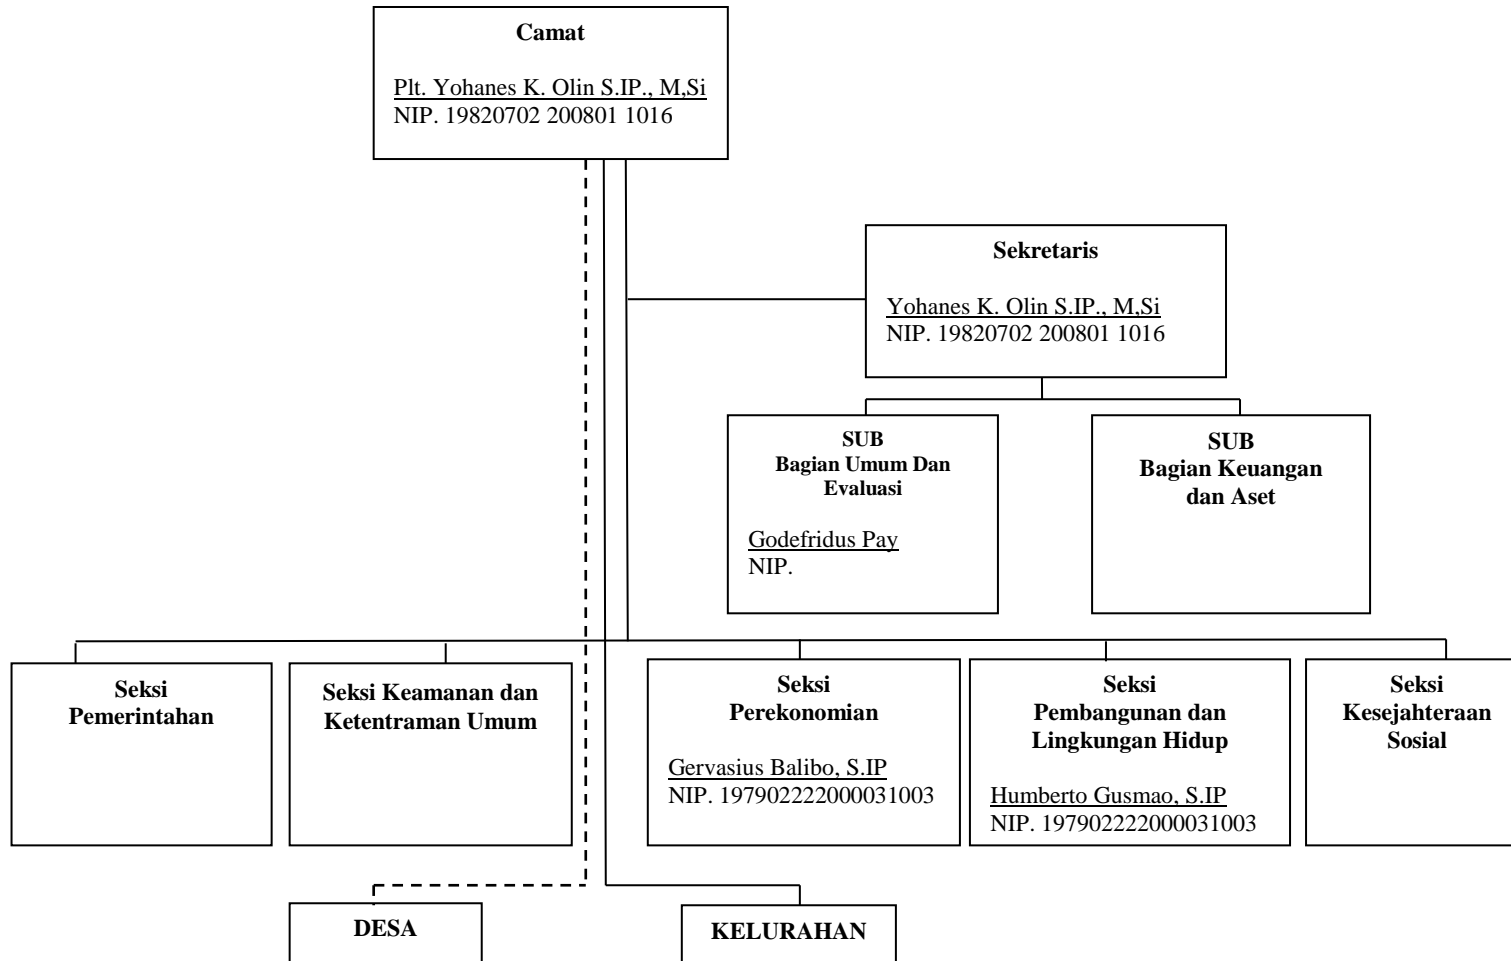 Camat
Plt. Yohanes K. Olin S.IP., M,Si
NIP. 19820702 200801 1016
Sekretaris
Yohanes K. Olin S.IP., M,Si
NIP. 19820702 200801 1016
SUB
Bagian Umum Dan
Evaluasi
Godefridus Pay
NIP.
SUB
Bagian Keuangan
dan Aset
Seksi
Pemerintahan
Seksi Keamanan dan
Ketentraman Umum
Seksi
Perekonomian
Gervasius Balibo, S.IP
NIP. 197902222000031003
Seksi
Pembangunan dan
Lingkungan Hidup
Humberto Gusmao, S.IP
NIP. 197902222000031003
Seksi
Kesejahteraan
Sosial
DESA
KELURAHAN